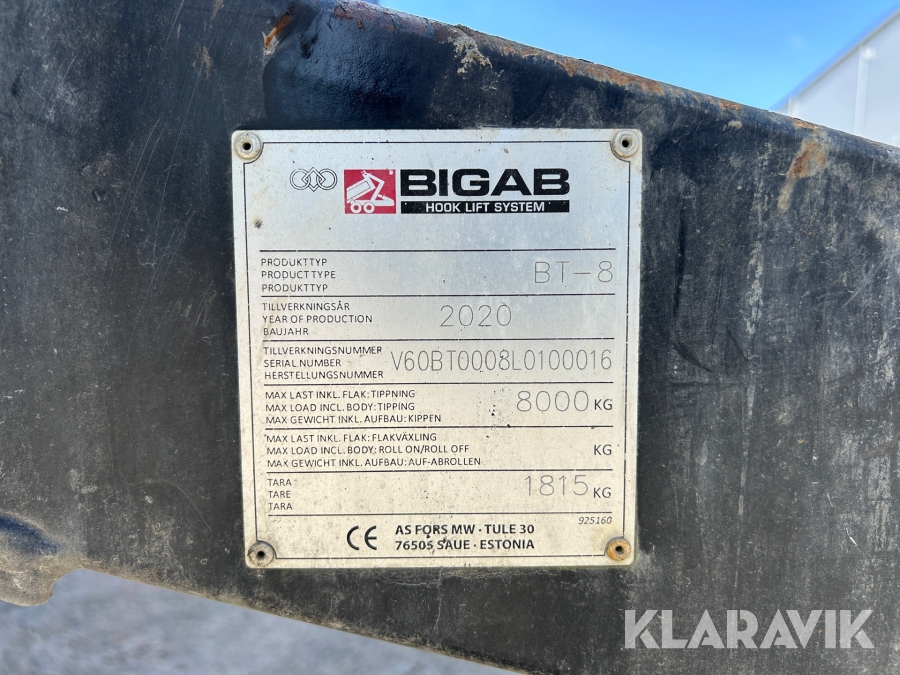 BIGAB
HOOK LIFT SYSTEM
PRODUKTTYP
PRODUCT TYPE
PRODUKTTYP
BT-8
TILLVERKNINGSÅR
YEAR OF PRODUCTION
BAUJAHR
2020
TILLVERKNINGSNUMMER
SERIAL NUMBER
HERSTELLUNGSNUMMER
V60BT0008L0100016
MAX LAST INKL. FLAK: TIPPNING
MAX LOAD INCL. BODY: TIPPING
MAX GEWICHT INKL. AUFBAU: KIPPEN
8000 KG
MAX LAST INKL. FLAK: FLAKVÄXLING
MAX LOAD INCL. BODY: ROLL ON/ROLL OFF
MAX GEWICHT INKL. AUFBAU: AUF-ABROLLEN
KG
TARA
TARE
TARA
1815 KG
925160
CE
AS FORS MW · TULE 30
76505 SAUE · ESTONIA
KLARAVIK